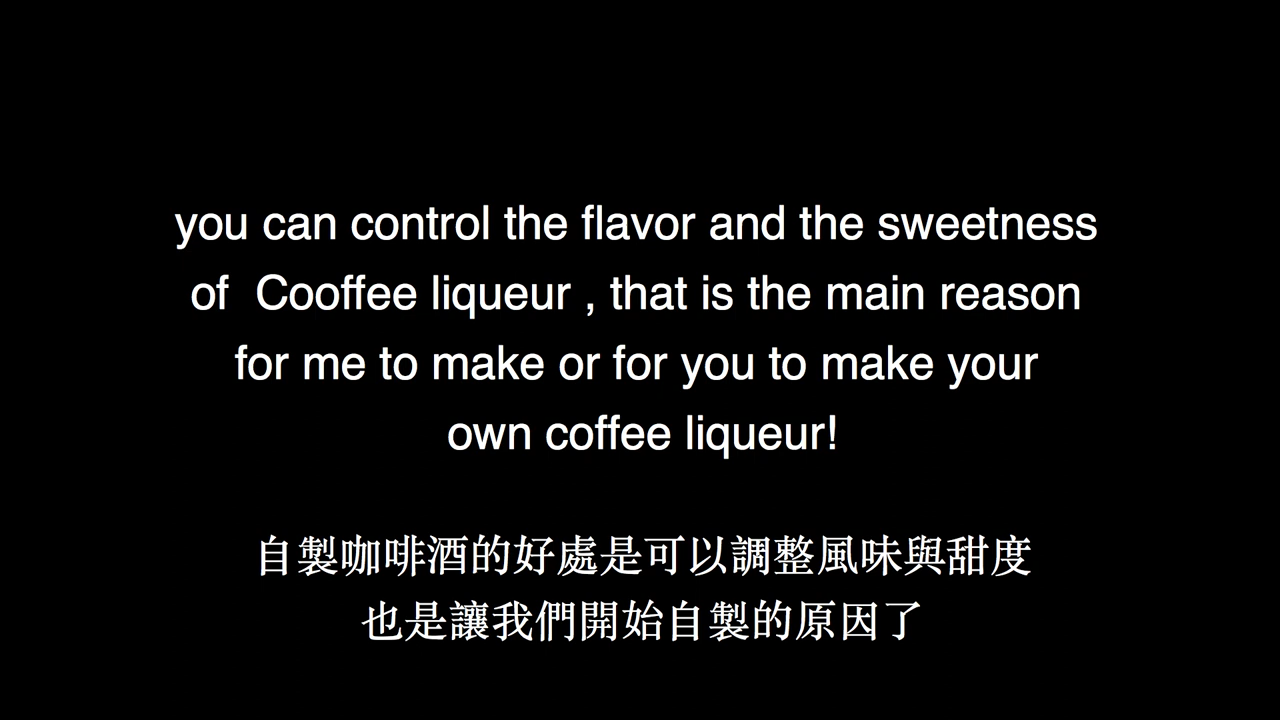 you can control the flavor and the sweetness
of  Cooffee liqueur , that is the main reason
for me to make or for you to make your
own coffee liqueur!
自製咖啡酒的好處是可以調整風味與甜度
也是讓我們開始自製的原因了